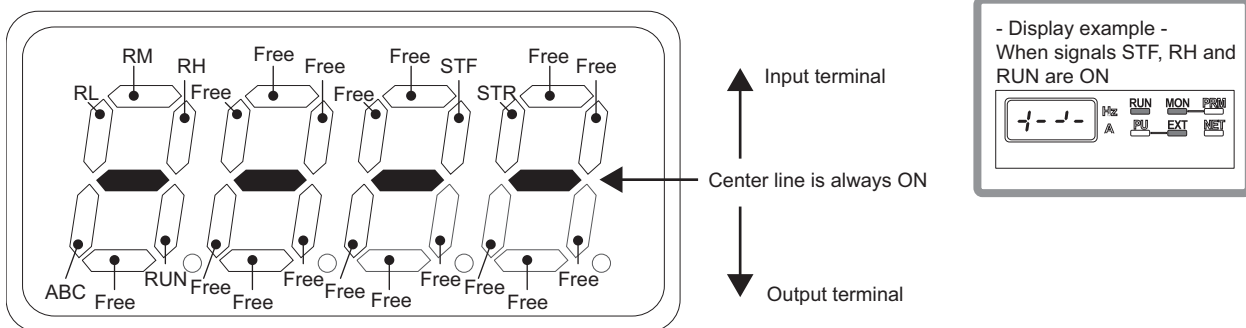 RM
RH
RL
Free
Free
Free
Free
Free
STF
STR
Free
Free
ABC
Free
RUN
Free
Free
Free
Free
Free
Free
Free
Free
Input terminal
Center line is always ON
Output terminal
- Display example -
When signals STF, RH and
RUN are ON
Hz RUN MON PRM
A PU EXT NET